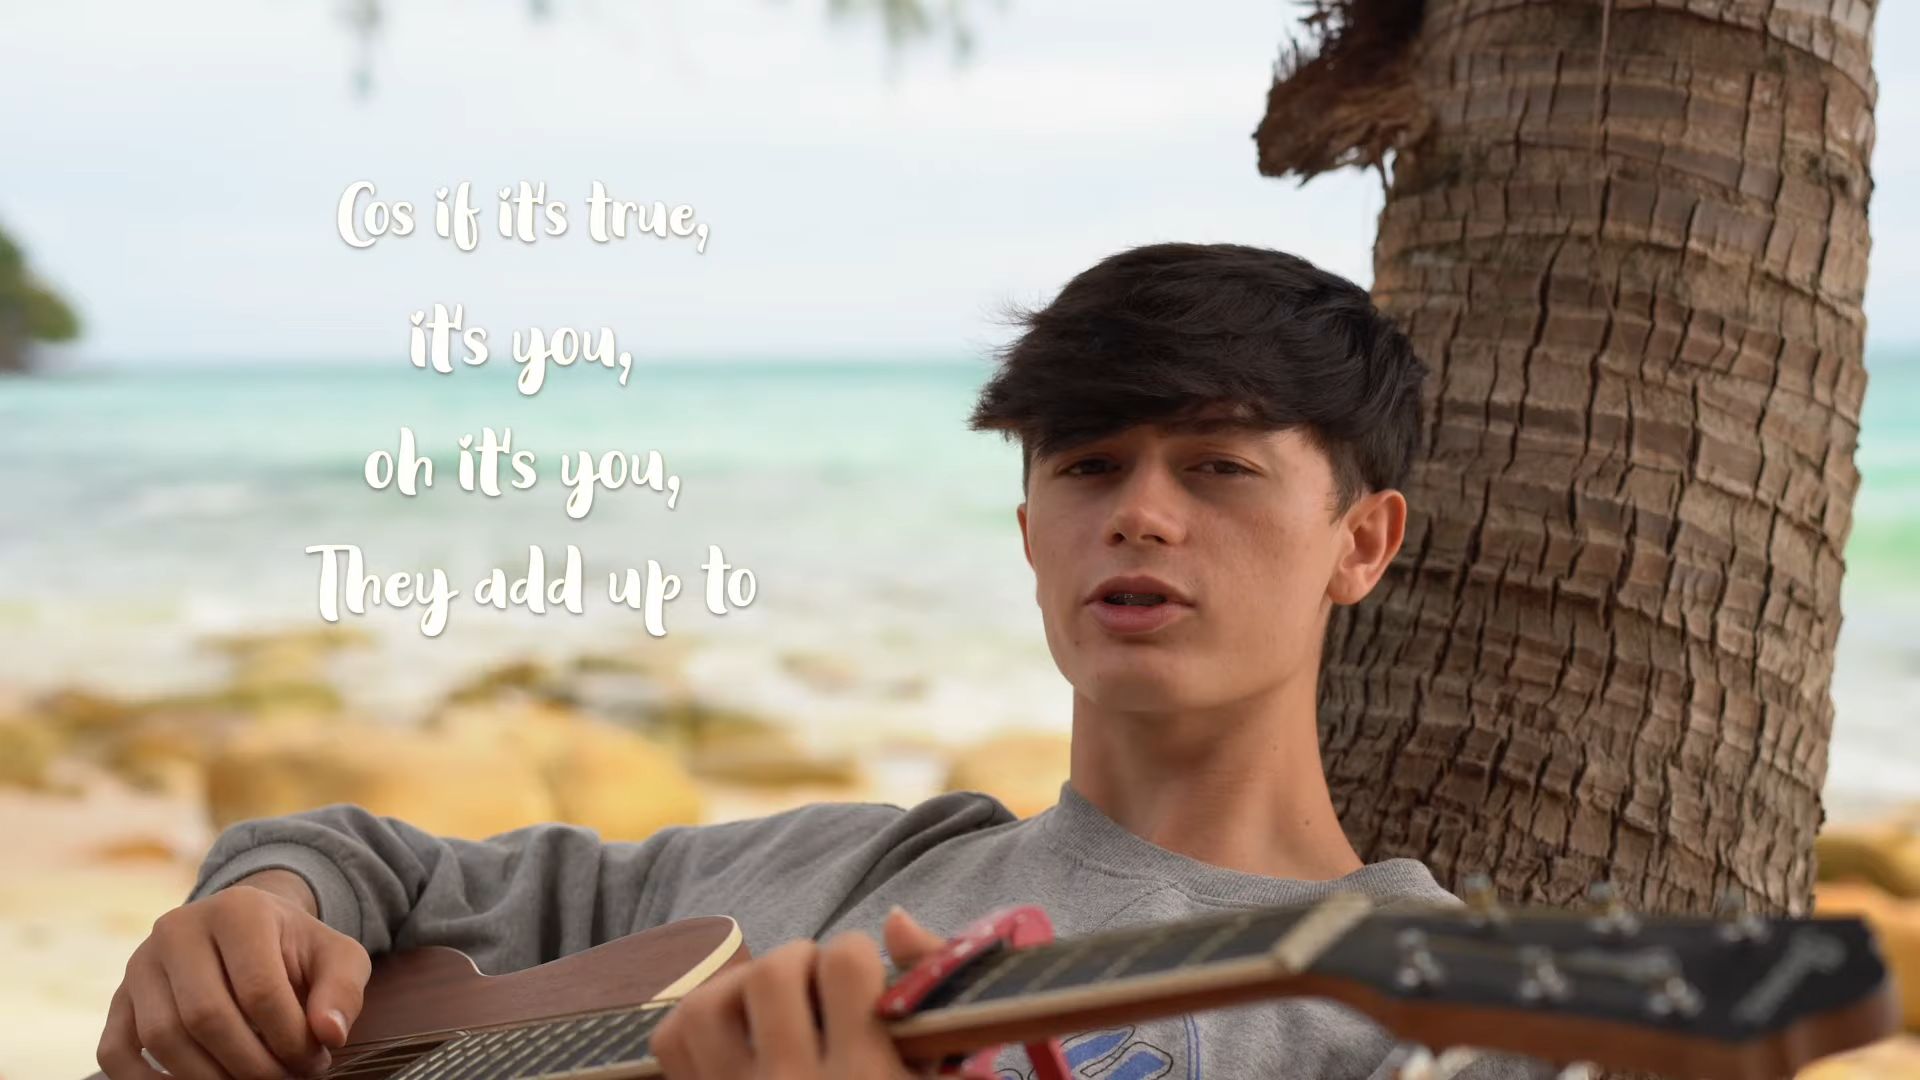 Cos if it's true,
it's you,
oh it's you,
They add up to